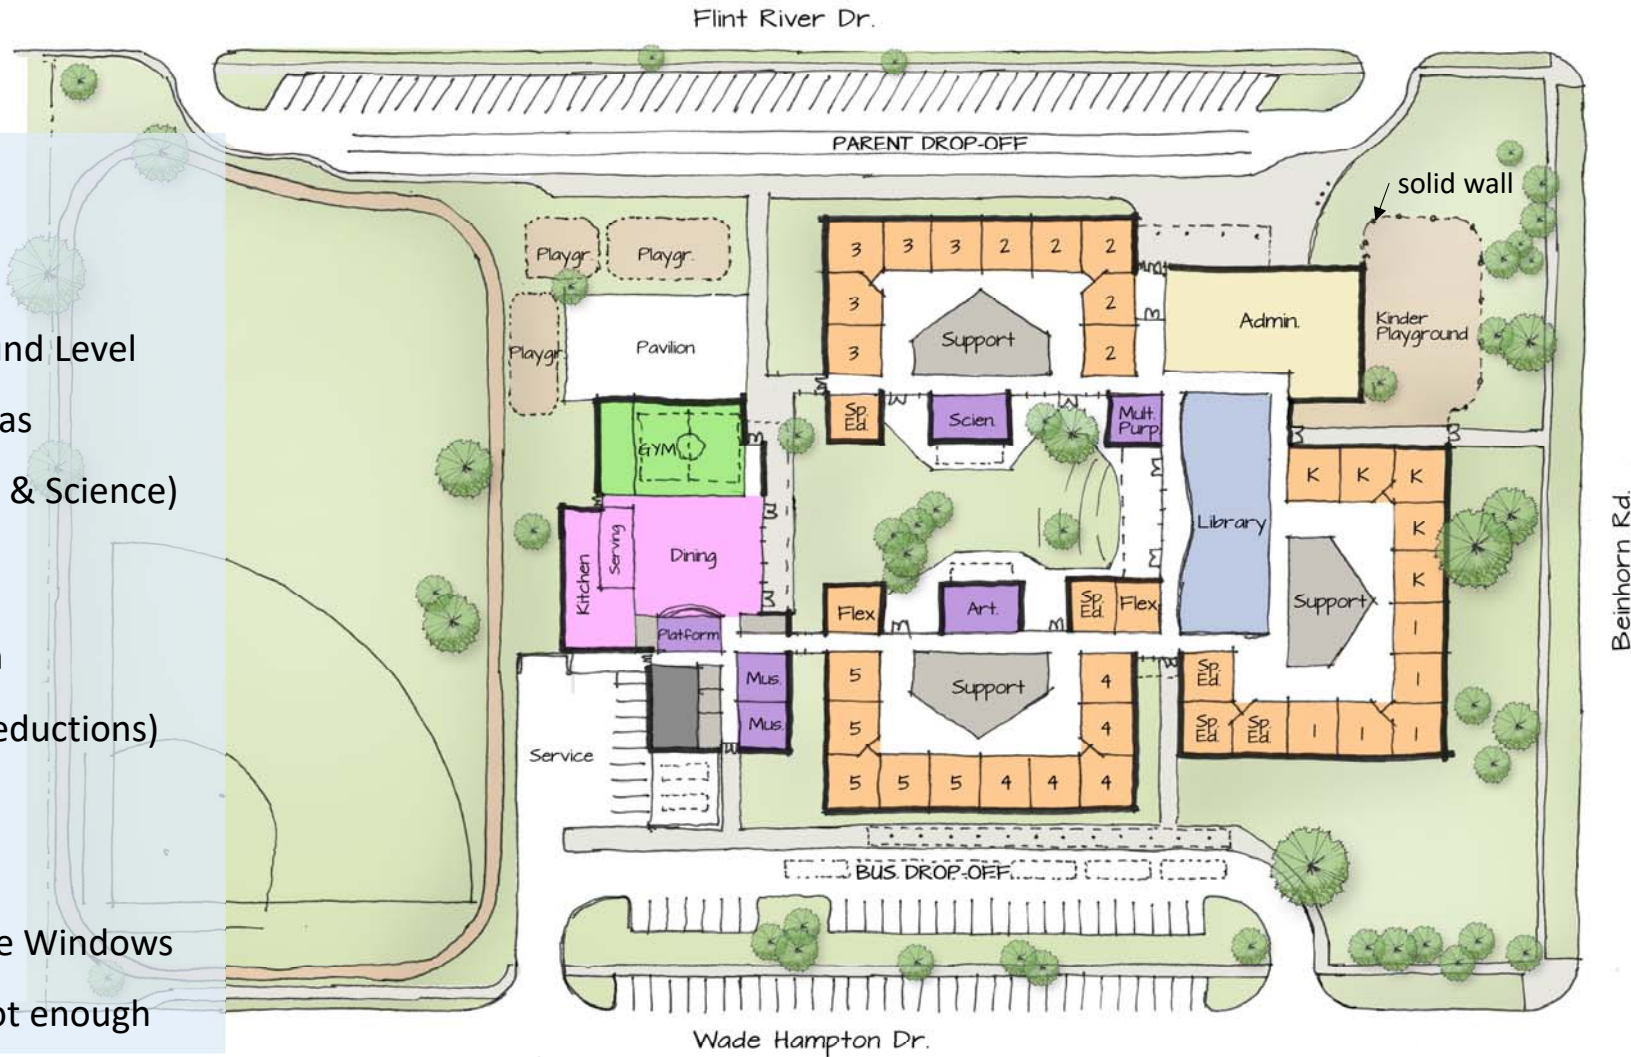 Flint River Dr.
PARENT DROP-OFF
solid wall
und Level
as
& Science)
n
eductions)
e Windows
ot enough
Playgr.
Playgr.
Playgr.
Pavilion
GYM
Kitchen
Serving
Dining
Platform
Mus.
Mus.
Service
3
3
3
2
2
2
3
2
3
2
Support
Admin.
Kinder
Playground
Sp.
Ed.
Scien.
Mult.
Purp.
Library
K
K
K
K
K
1
1
Support
Flex
Art.
Sp.
Ed.
Flex
5
5
Support
4
4
5
5
5
4
4
4
Sp.
Ed.
Sp.
Ed.
Sp.
Ed.
1
1
1
BUS DROP-OFF
Wade Hampton Dr.
Beinhorn Rd.